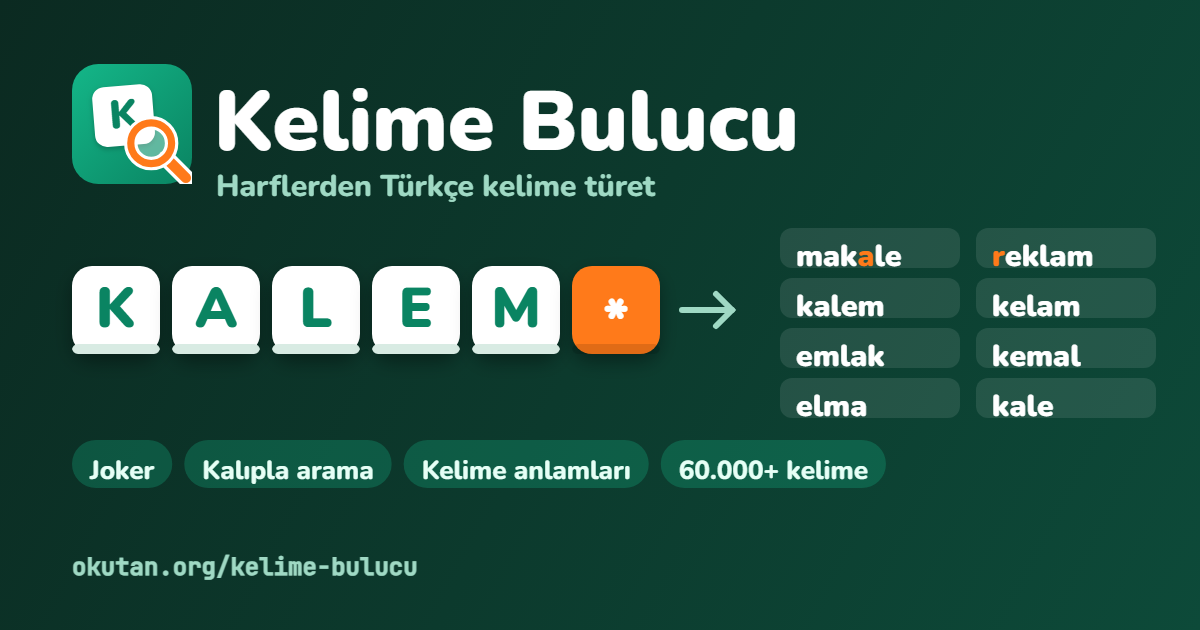 K
Kelime Bulucu
Harflerden Türkçe kelime türet
K A L E M *
makale reklam
kalem kelam
emlak kemal
elma kale
Joker Kalıpla arama Kelime anlamları 60.000+ kelime
okutan.org/kelime-bulucu